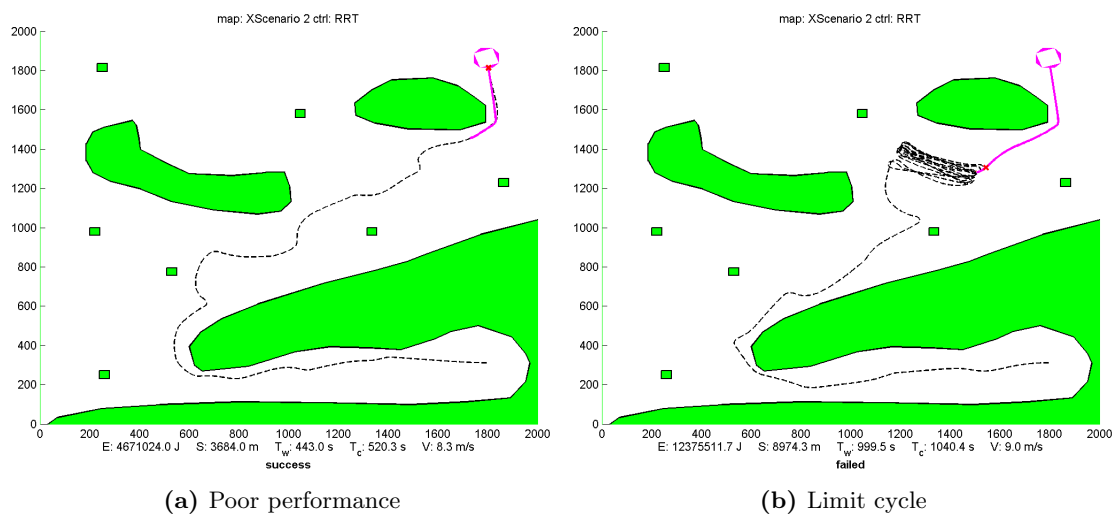 map: XScenario 2 ctrl: RRT
2000
1800
1600
1400
1200
1000
800
600
400
200
0
0 200 400 600 800 1000 1200 1400 1600 1800 2000
E: 4671024.0 J S: 3684.0 m T_w: 443.0 s T_c: 520.3 s V: 8.3 m/s
success
(a) Poor performance
map: XScenario 2 ctrl: RRT
2000
1800
1600
1400
1200
1000
800
600
400
200
0
0 200 400 600 800 1000 1200 1400 1600 1800 2000
E: 12375511.7 J S: 8974.3 m T_w: 999.5 s T_c: 1040.4 s V: 9.0 m/s
failed
(b) Limit cycle